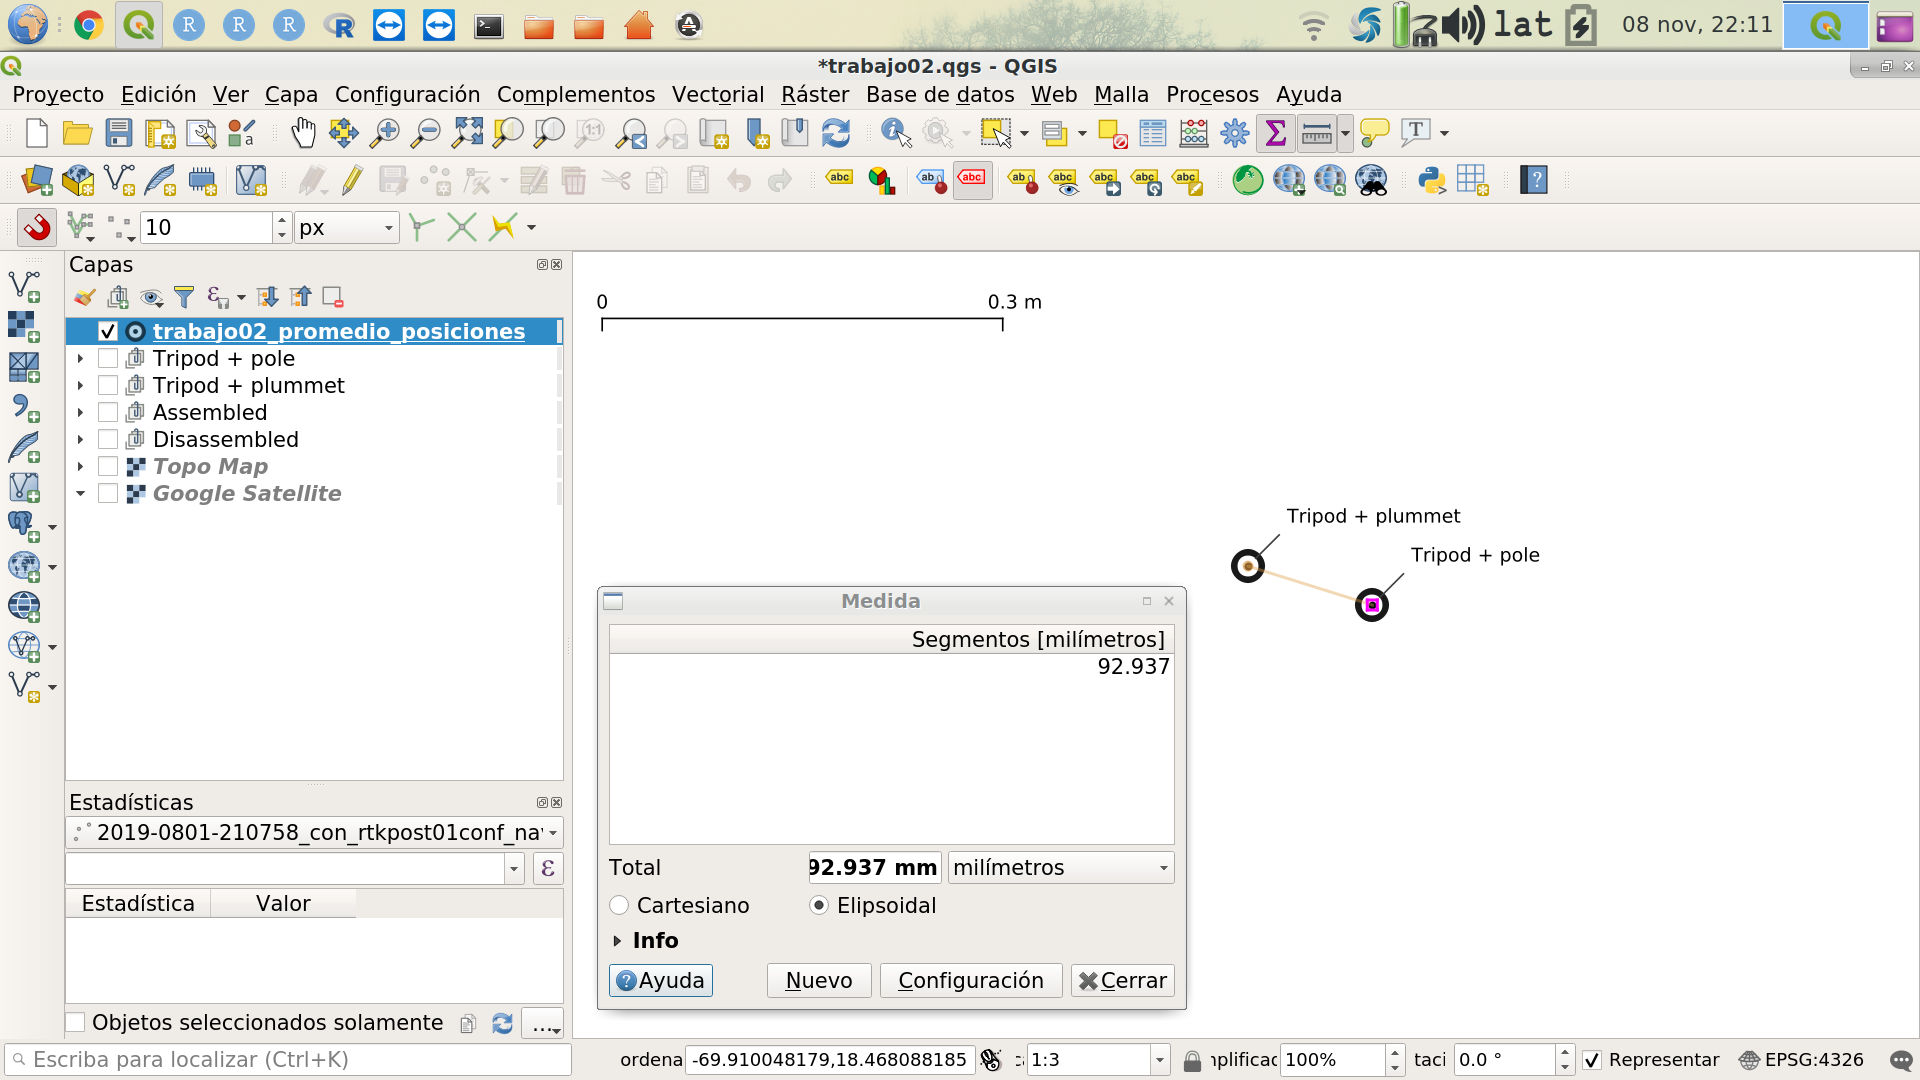 lat
08 nov, 22:11
*trabajo02.qgs - QGIS
Proyecto Edición Ver Capa Configuración Complementos Vectorial Ráster Base de datos Web Malla Procesos Ayuda
10
px
Capas
0
0.3 m
trabajo02_promedio_posiciones
Tripod + pole
Tripod + plummet
Assembled
Disassembled
Topo Map
Google Satellite
Tripod + plummet
Tripod + pole
Medida
Segmentos [milímetros]
92.937
Total
92.937 mm
milímetros
Cartesiano
Elipsoidal
Info
Ayuda
Nuevo
Configuración
Cerrar
Estadísticas
2019-0801-210758_con_rtkpost01conf_na
ε
Estadística
Valor
Objetos seleccionados solamente
...
Escriba para localizar (Ctrl+K)
ordena
-69.910048179,18.468088185
1:3
nplificac
100%
taci
0.0 °
Representar
EPSG:4326